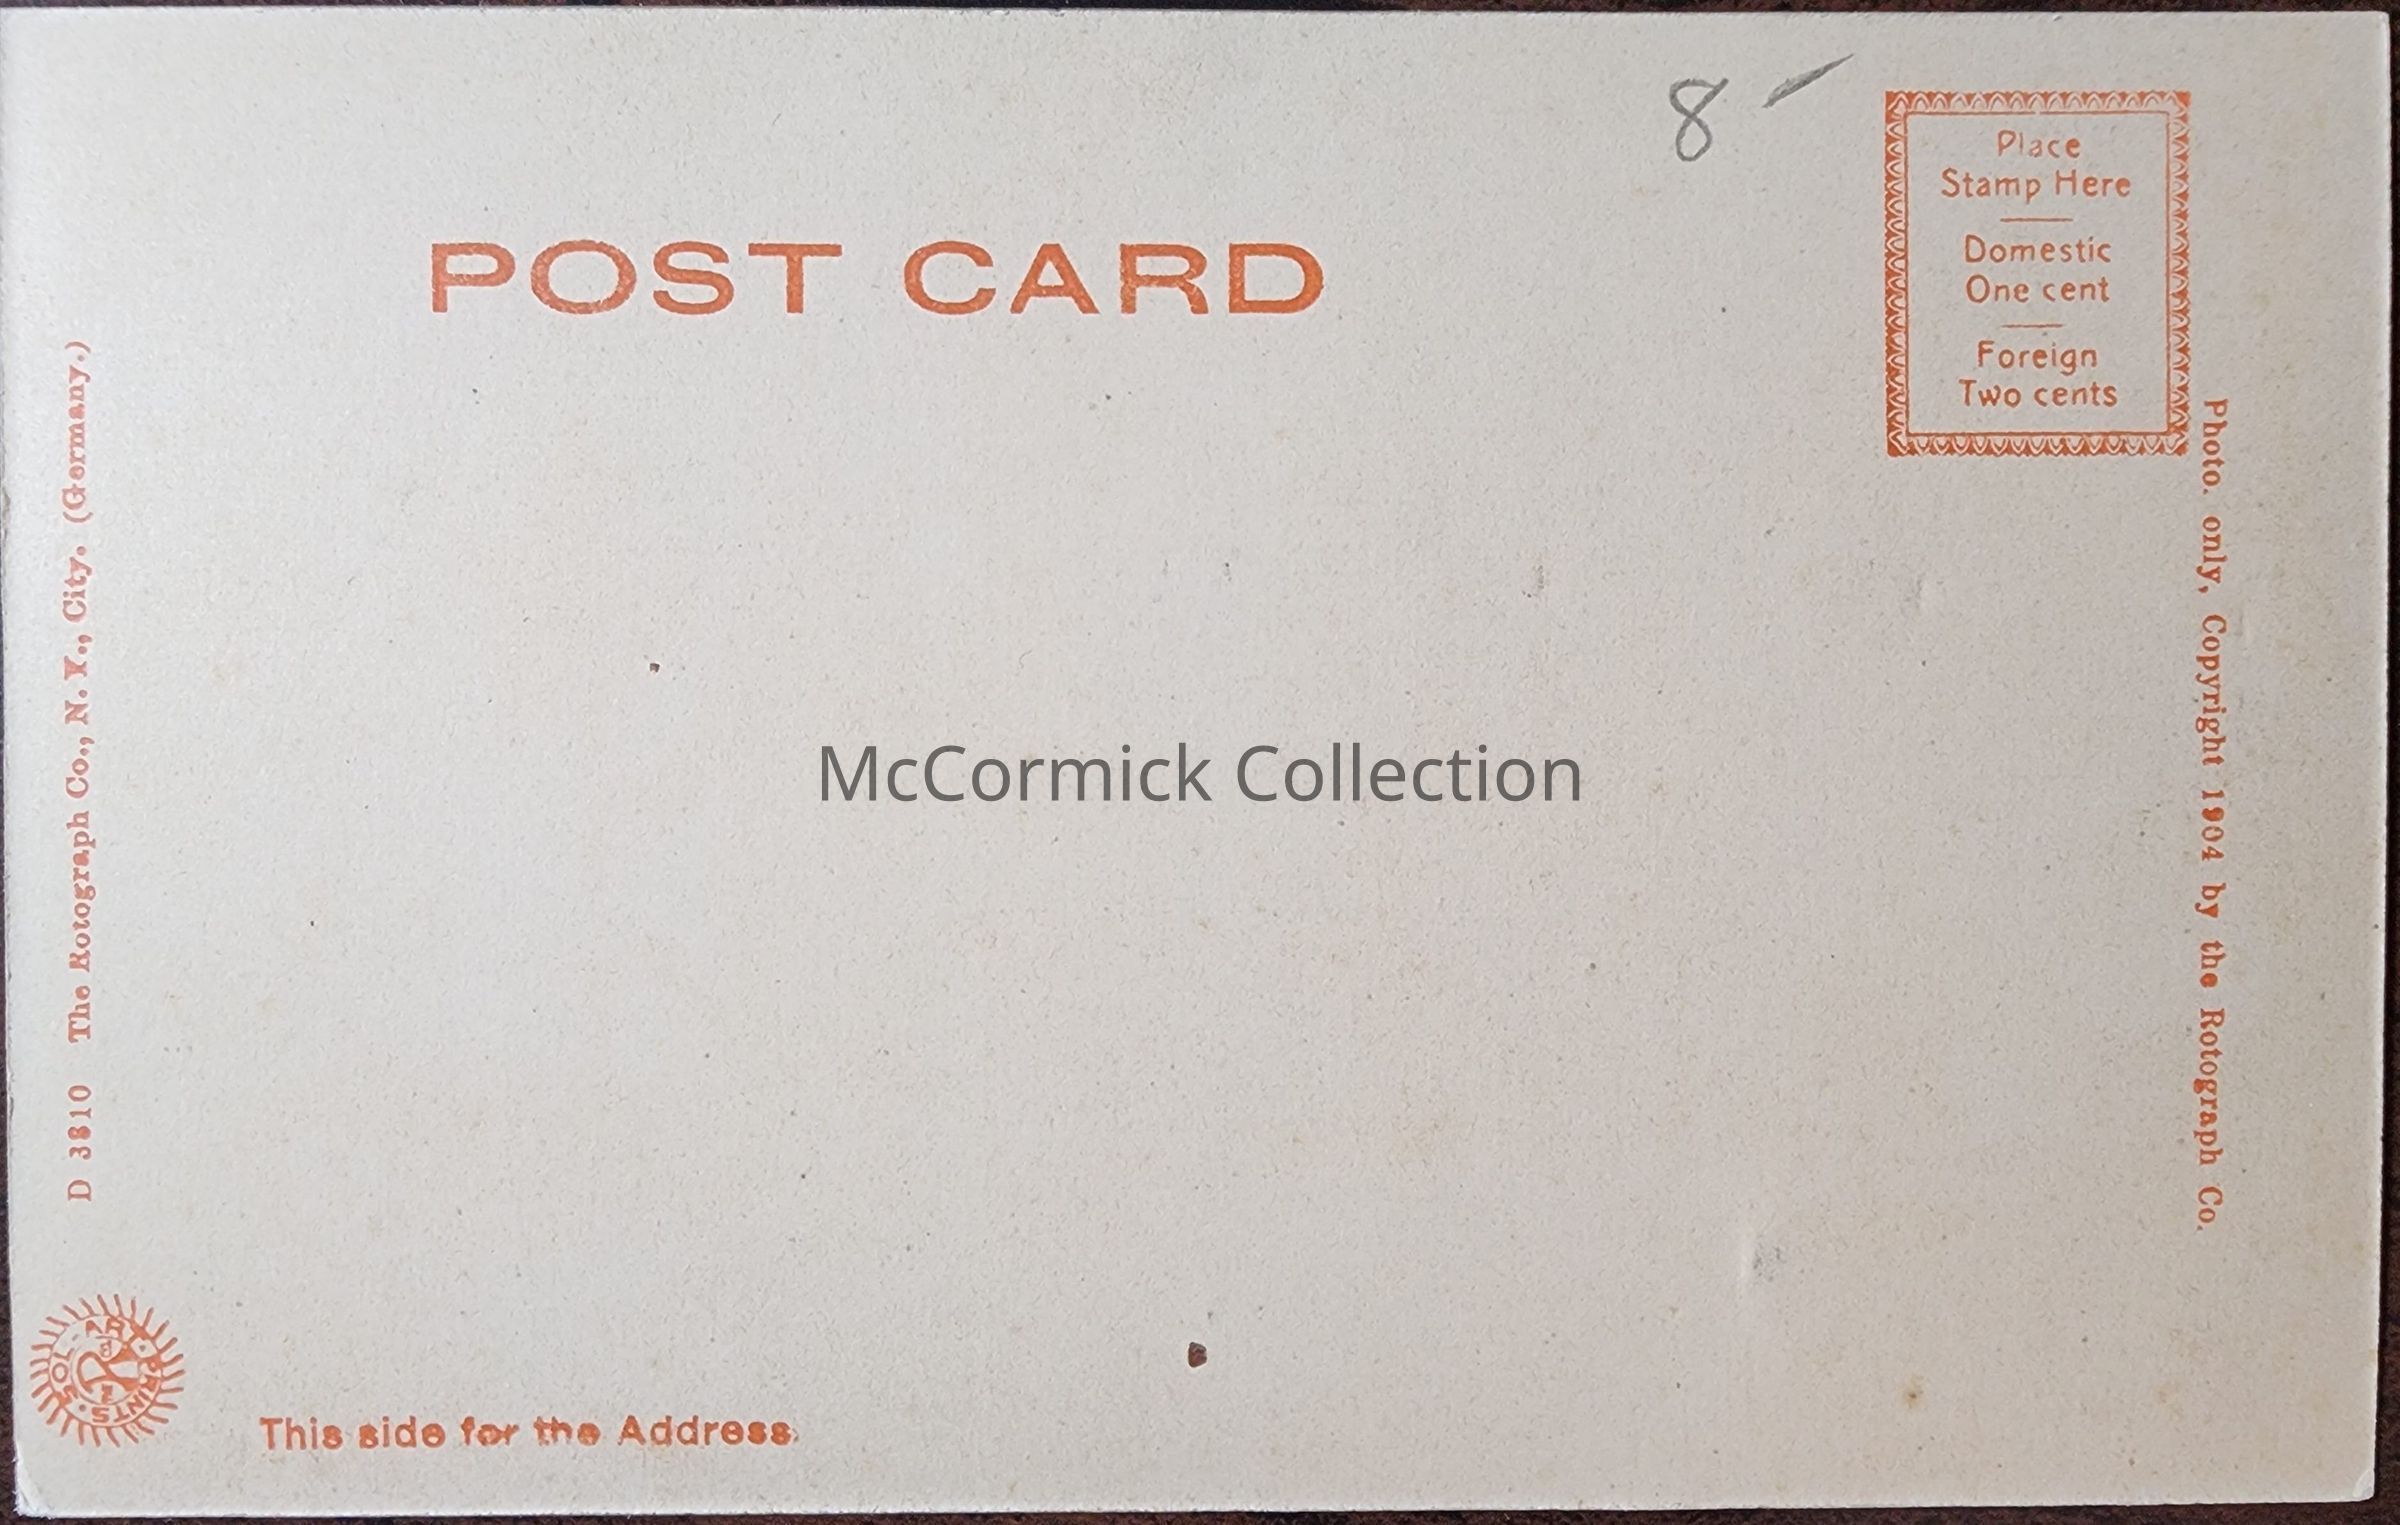 8 -
POST CARD
Place
Stamp Here
Domestic
One cent
Foreign
Two cents
D 3810 The Rotograph Co., N. Y., City. (Germany.)
Photo. only, Copyright 1904 by the Rotograph Co.
McCormick Collection
SOL · ART · PRINTS ·
This side for the Address.